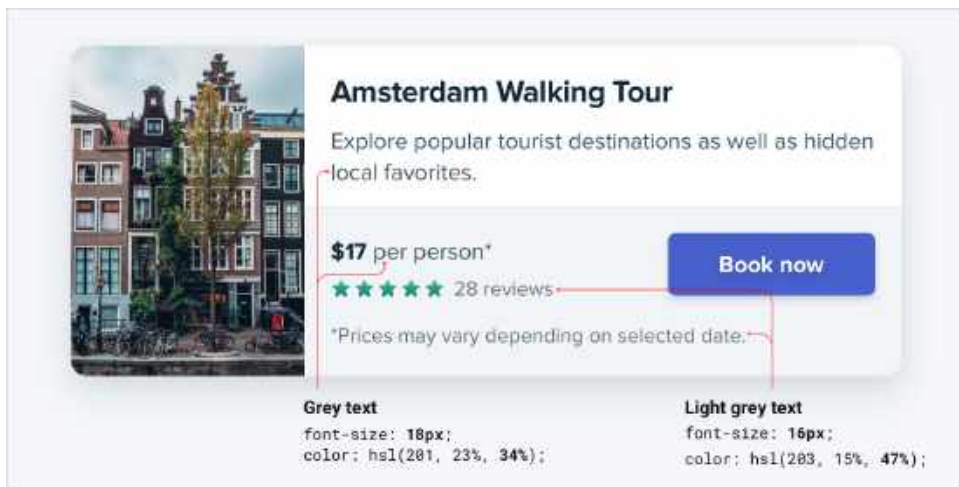 Amsterdam Walking Tour
Explore popular tourist destinations as well as hidden
local favorites.
$17 per person*
28 reviews
Book now
*Prices may vary depending on selected date.
Grey text
font-size: 18px;
color: hsl(201, 23%, 34%);
Light grey text
font-size: 16px;
color: hsl(203, 15%, 47%);